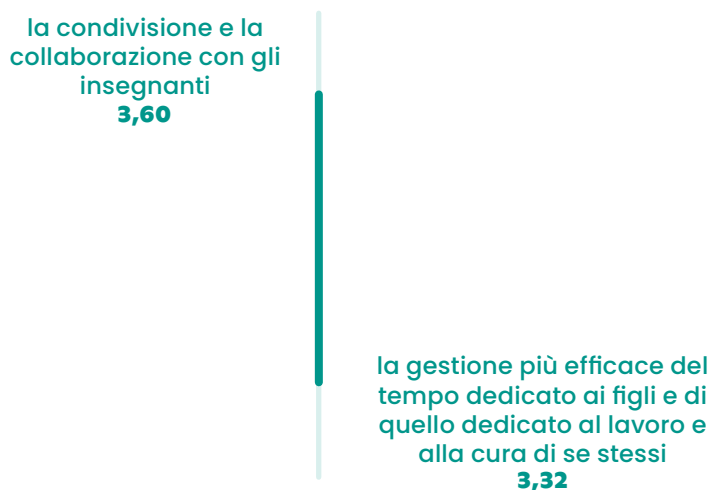 la condivisione e la
collaborazione con gli
insegnanti
3,60
la gestione più efficace del
tempo dedicato ai figli e di
quello dedicato al lavoro e
alla cura di se stessi
3,32